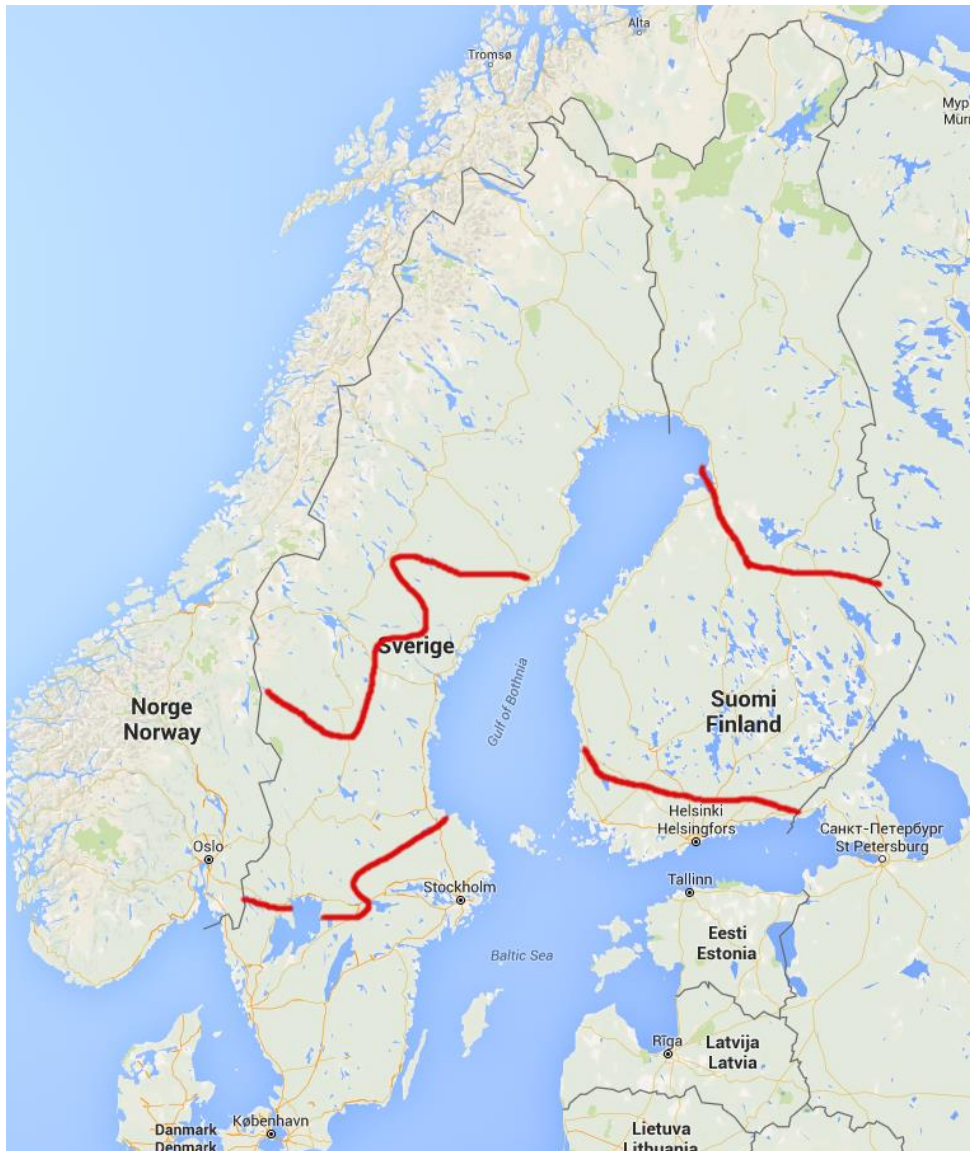 Alta
Tromsø
Мур
Murn
Sverige
Gulf of Bothnia
Norge
Norway
Suomi
Finland
Helsinki
Helsingfors
Санкт-Петербург
St Petersburg
Oslo
Stockholm
Tallinn
Eesti
Estonia
Baltic Sea
Rīga
Latvija
Latvia
København
Danmark
Denmark
Lietuva
Lithuania